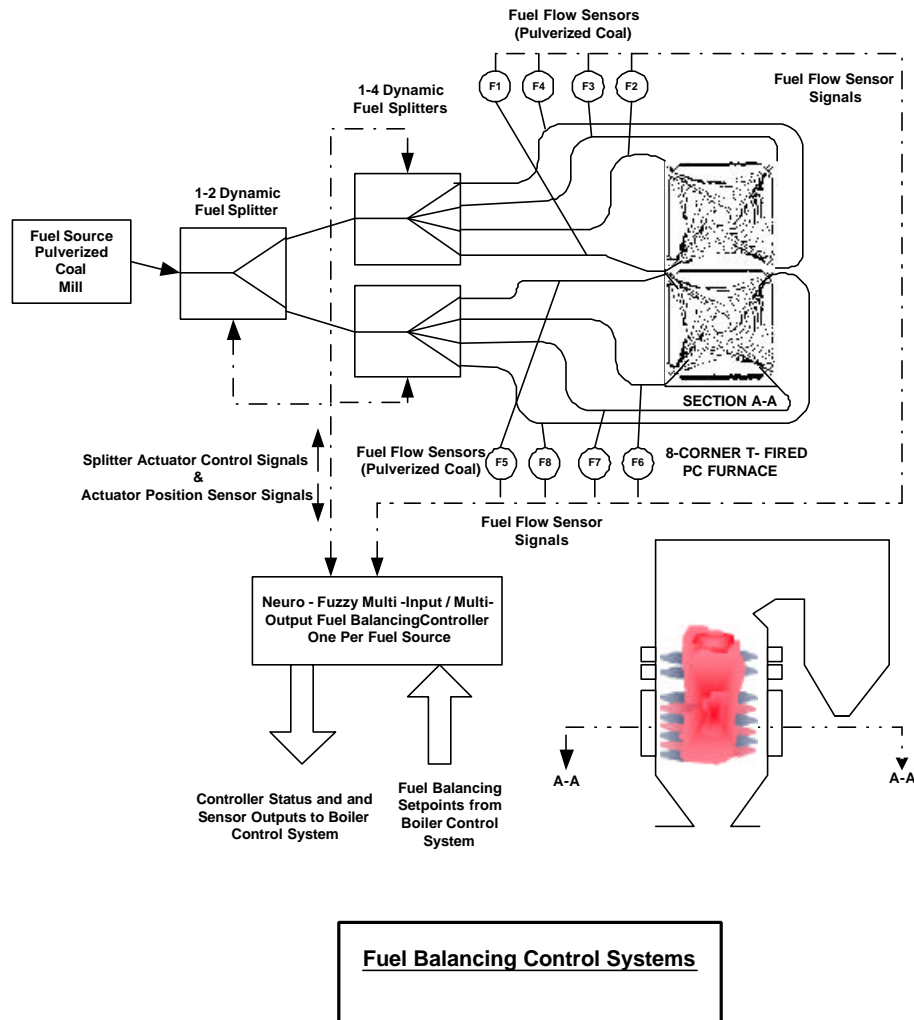 Fuel Flow Sensors
(Pulverized Coal)
F1
F4
F3
F2
Fuel Flow Sensor
Signals
1-4 Dynamic
Fuel Splitters
1-2 Dynamic
Fuel Splitter
Fuel Source
Pulverized
Coal
Mill
SECTION A-A
Fuel Flow Sensors
(Pulverized Coal)
F5
F8
F7
F6
8-CORNER T- FIRED
PC FURNACE
Splitter Actuator Control Signals
&
Actuator Position Sensor Signals
Fuel Flow Sensor
Signals
Neuro - Fuzzy Multi -Input / Multi-
Output Fuel BalancingController
One Per Fuel Source
A-A
A-A
Controller Status and and
Sensor Outputs to Boiler
Control System
Fuel Balancing
Setpoints from
Boiler Control
System
Fuel Balancing Control Systems